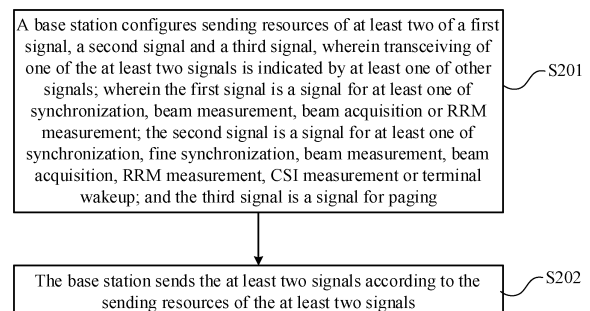 A base station configures sending resources of at least two of a first
signal, a second signal and a third signal, wherein transceiving of
one of the at least two signals is indicated by at least one of other
signals; wherein the first signal is a signal for at least one of
synchronization, beam measurement, beam acquisition or RRM
measurement; the second signal is a signal for at least one of
synchronization, fine synchronization, beam measurement, beam
acquisition, RRM measurement, CSI measurement or terminal
wakeup; and the third signal is a signal for paging
S201
The base station sends the at least two signals according to the
sending resources of the at least two signals
S202